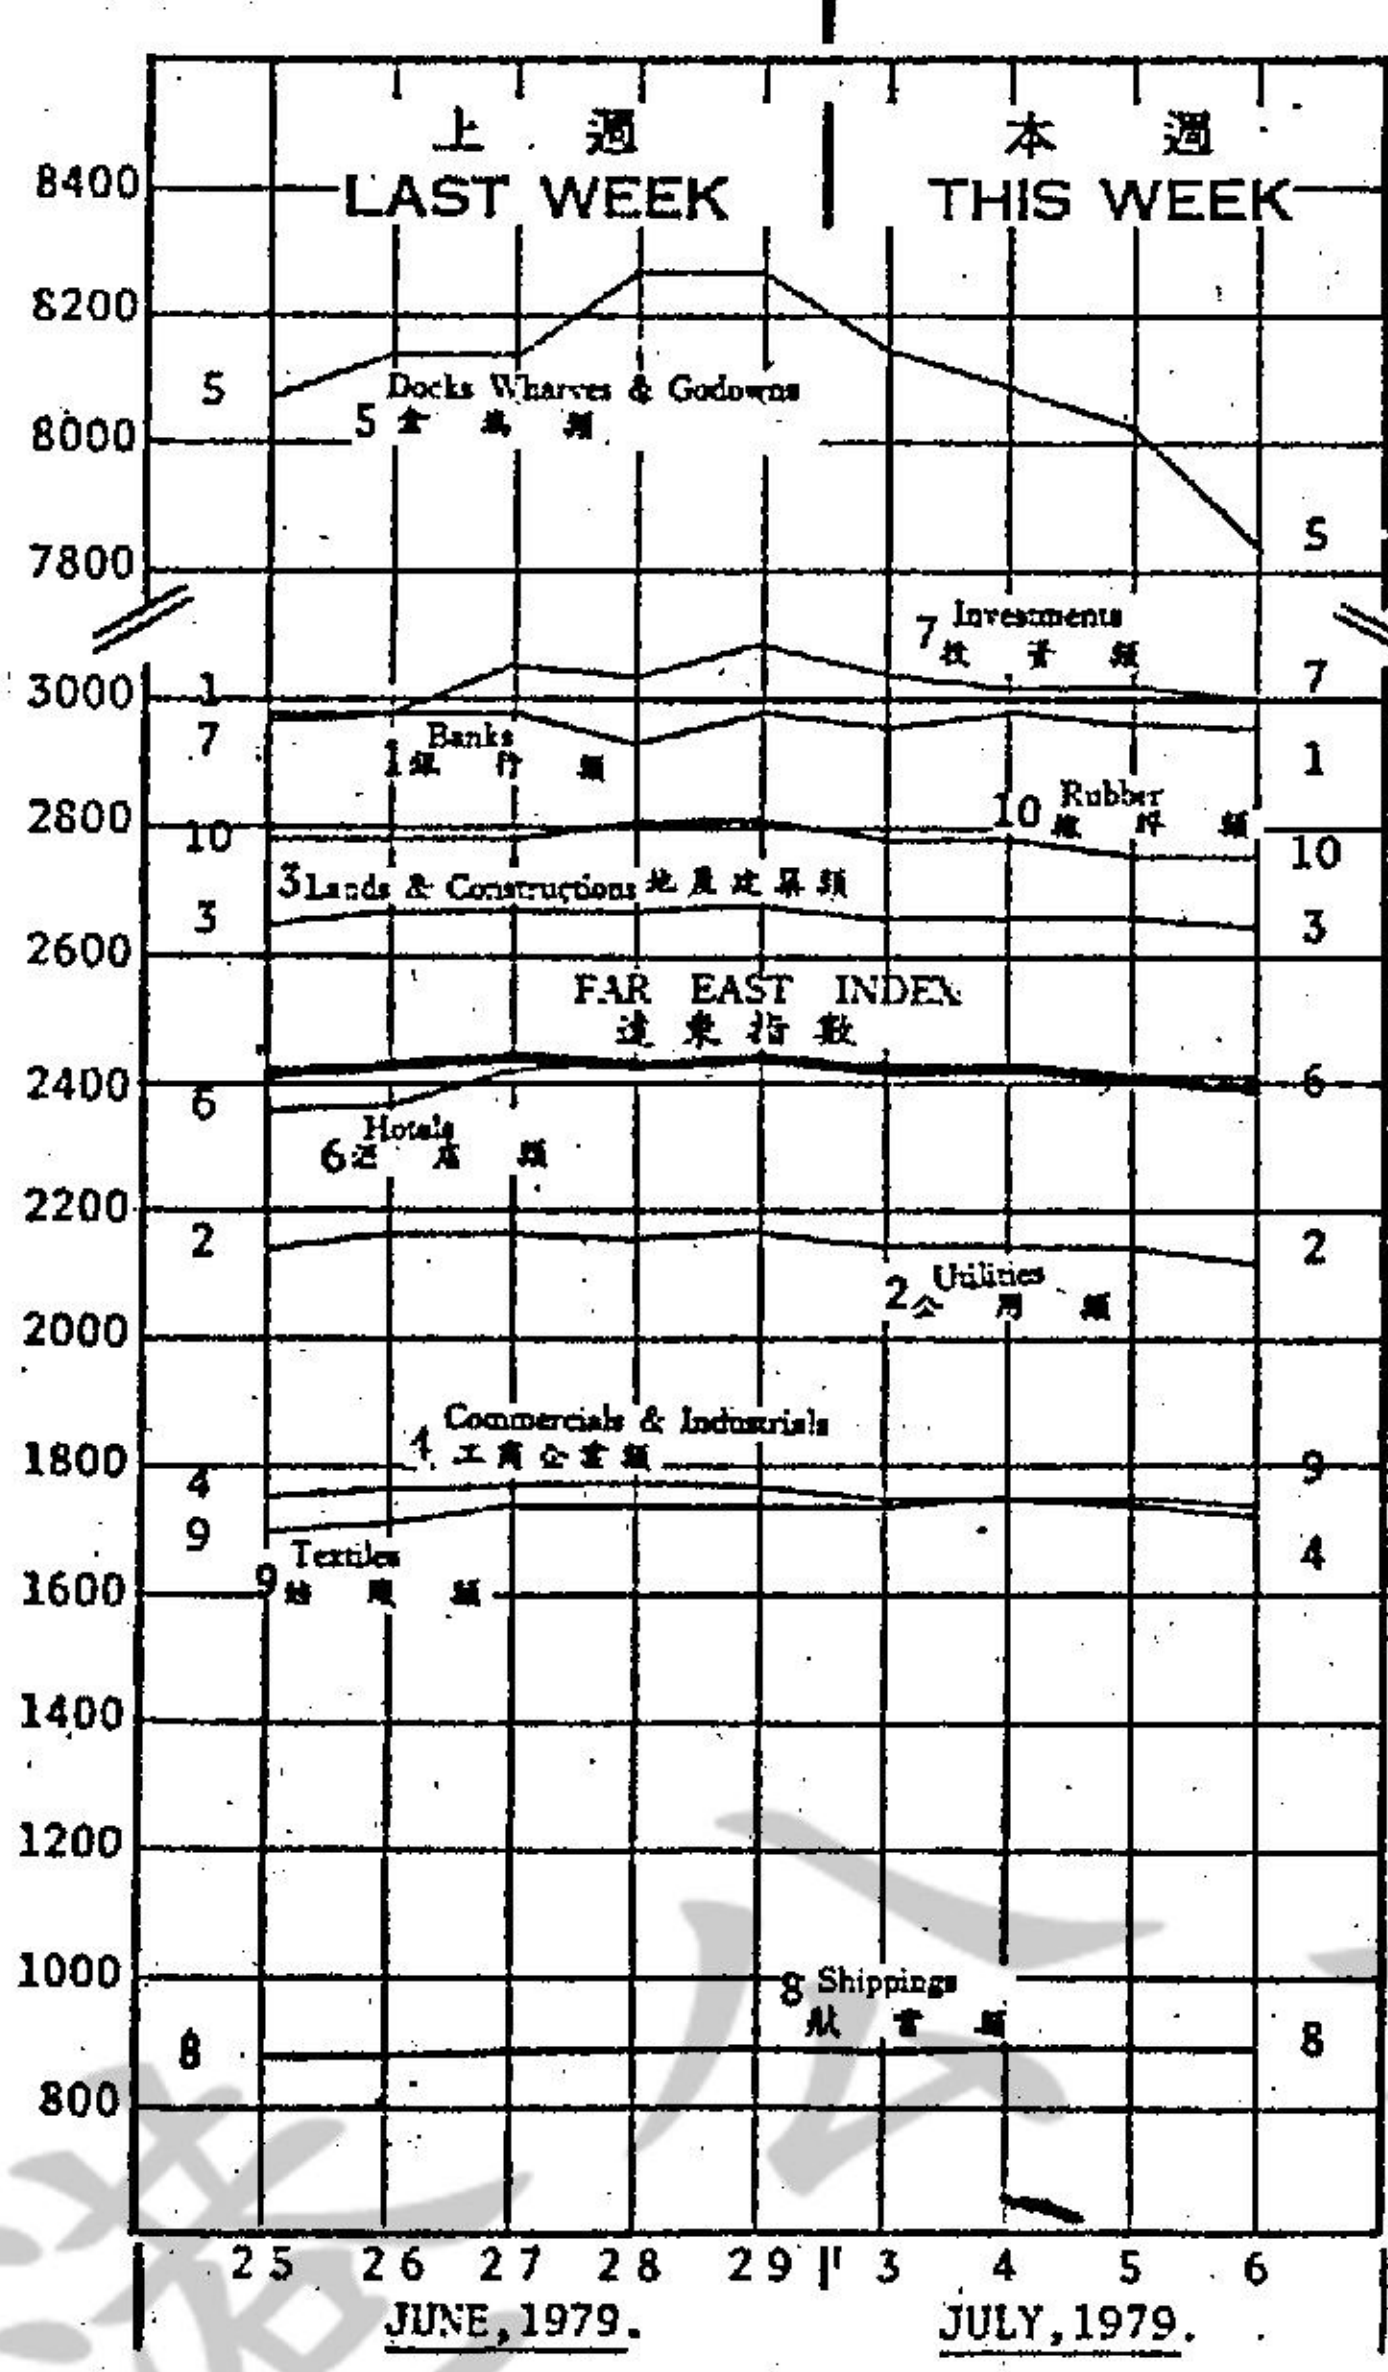 上週 本週
LAST WEEK THIS WEEK
8400
8200
5 Docks Wharves & Godowns
5
8000
5
7800
7 Investments
類
3000 1 7
7 Banks
1 類 1
10 Rubber
2800 類
10 10
3 Lands & Constructions 地產建築類
3 3
2600
FAR EAST INDEX
遠東指數
2400 6
6
Hotels
6 類
2200
2 2
Utilities
2 公用類
2000
Commercials & Industrials
4 工商企業類
1800 9
4
9 4
Textiles
9 類
1600
1400
1200
1000
8 Shippings
類
8 8
800
25 26 27 28 29 3 4 5 6
JUNE, 1979. JULY, 1979.